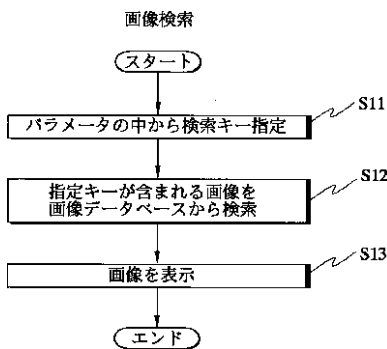 画像検索
スタート
S11
パラメータの中から検索キー指定
S12
指定キーが含まれる画像を
画像データベースから検索
S13
画像を表示
エンド